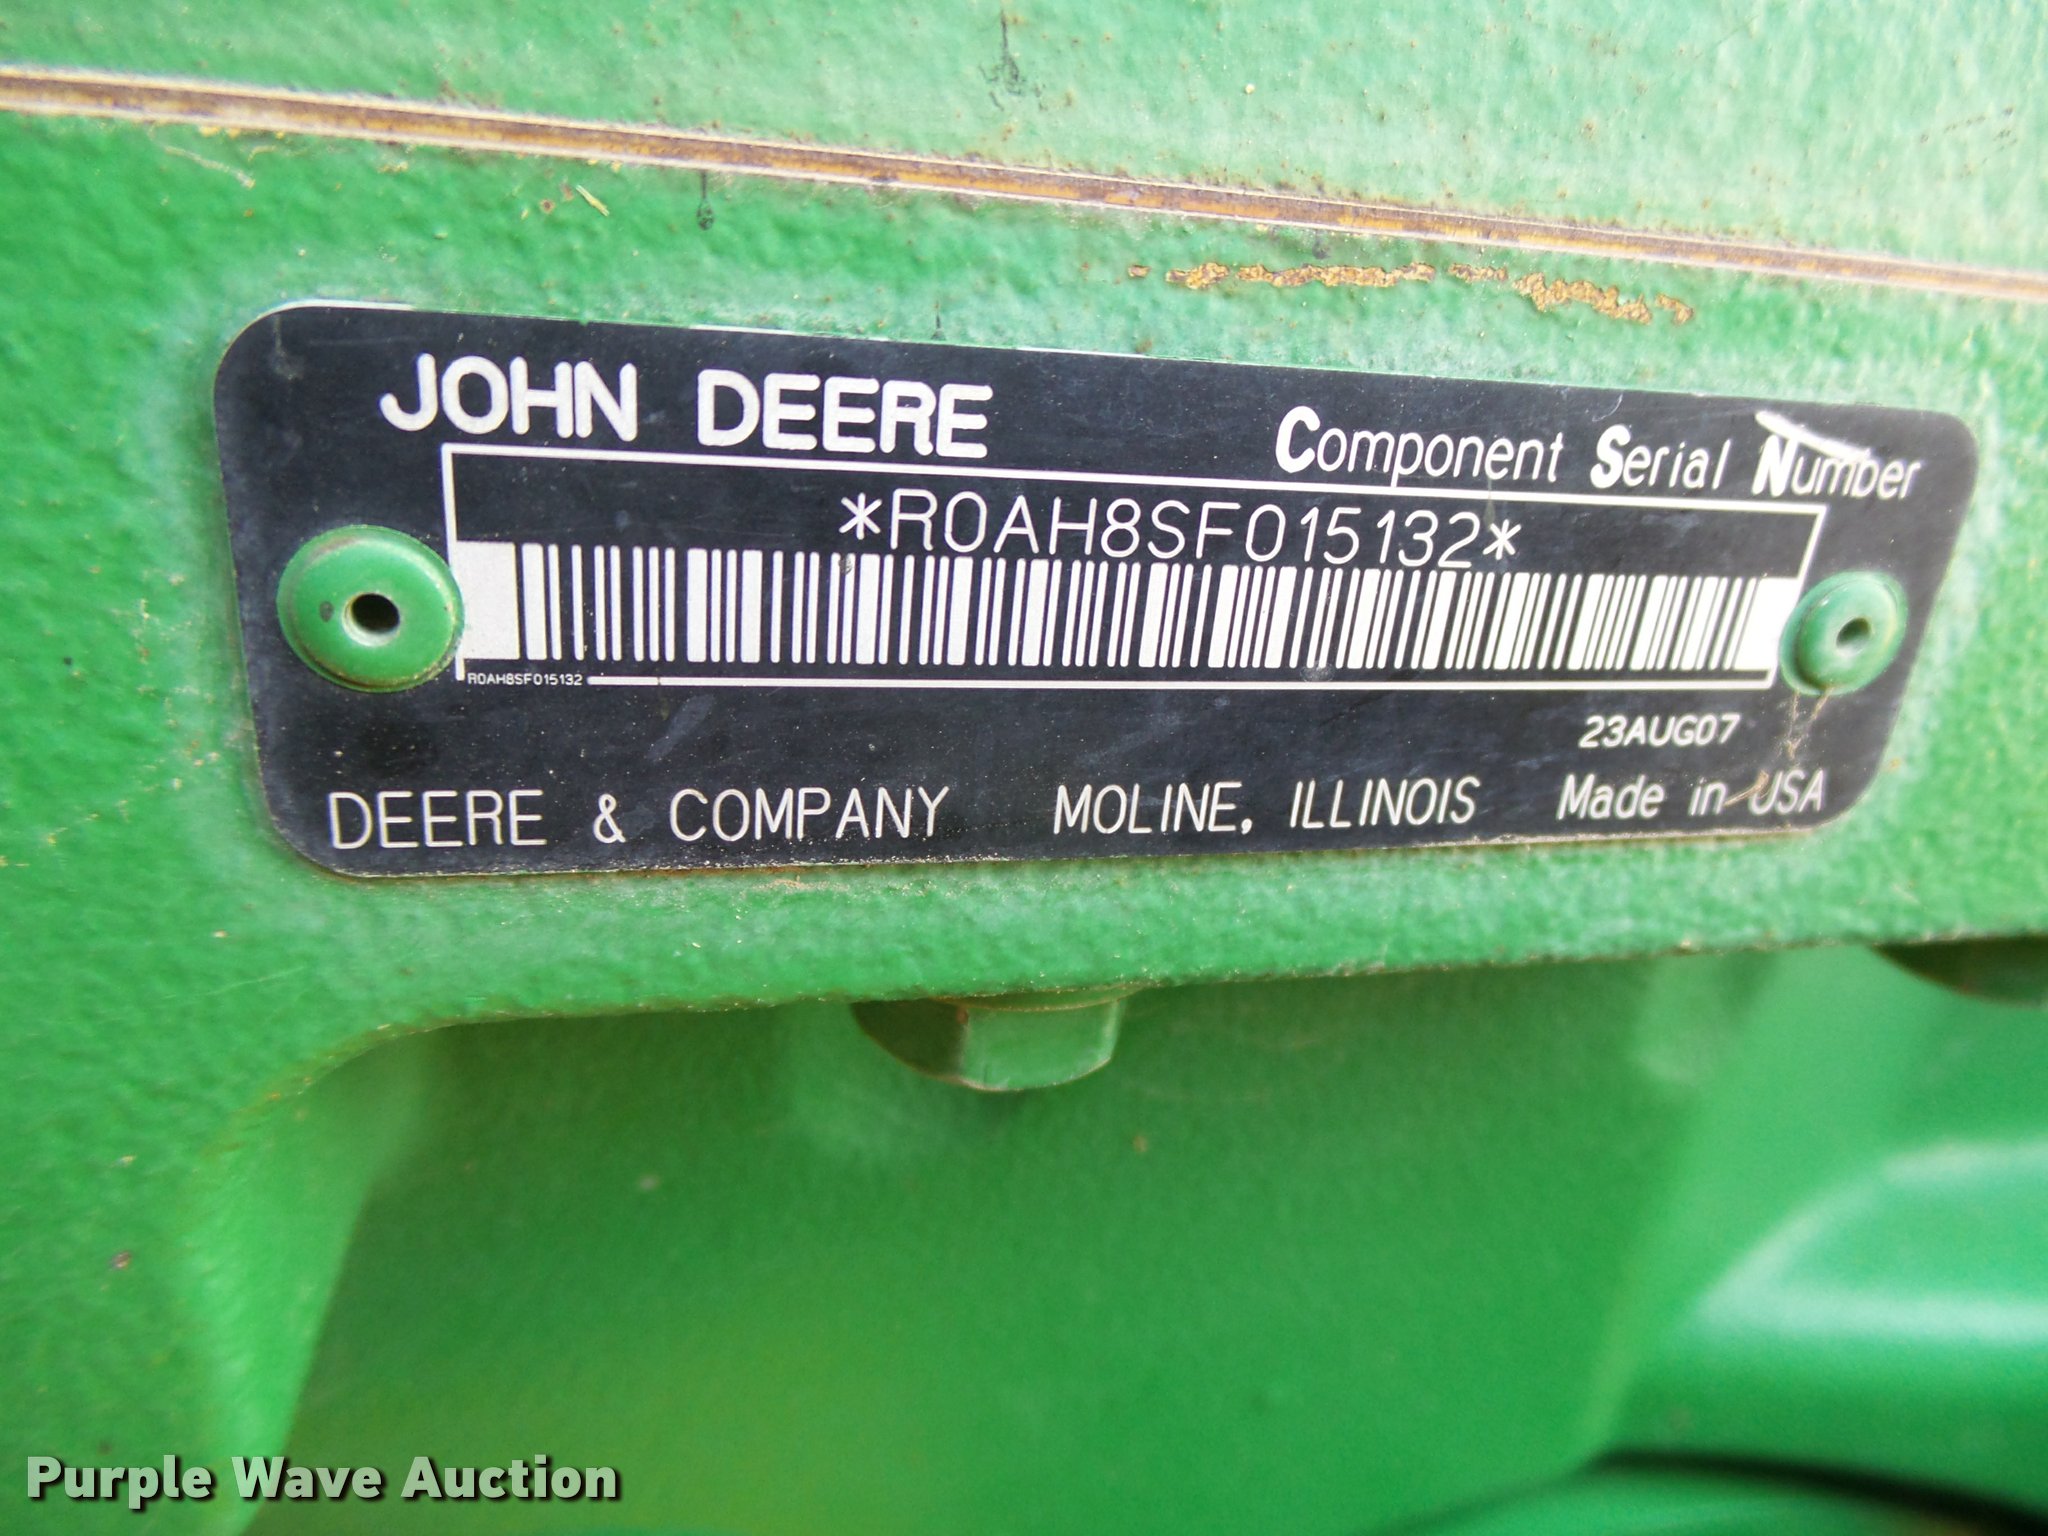 JOHN DEERE
Component Serial Number
*R0AH8SF015132*
R0AH8SF015132
23AUG07
DEERE & COMPANY MOLINE, ILLINOIS Made in USA
Purple Wave Auction